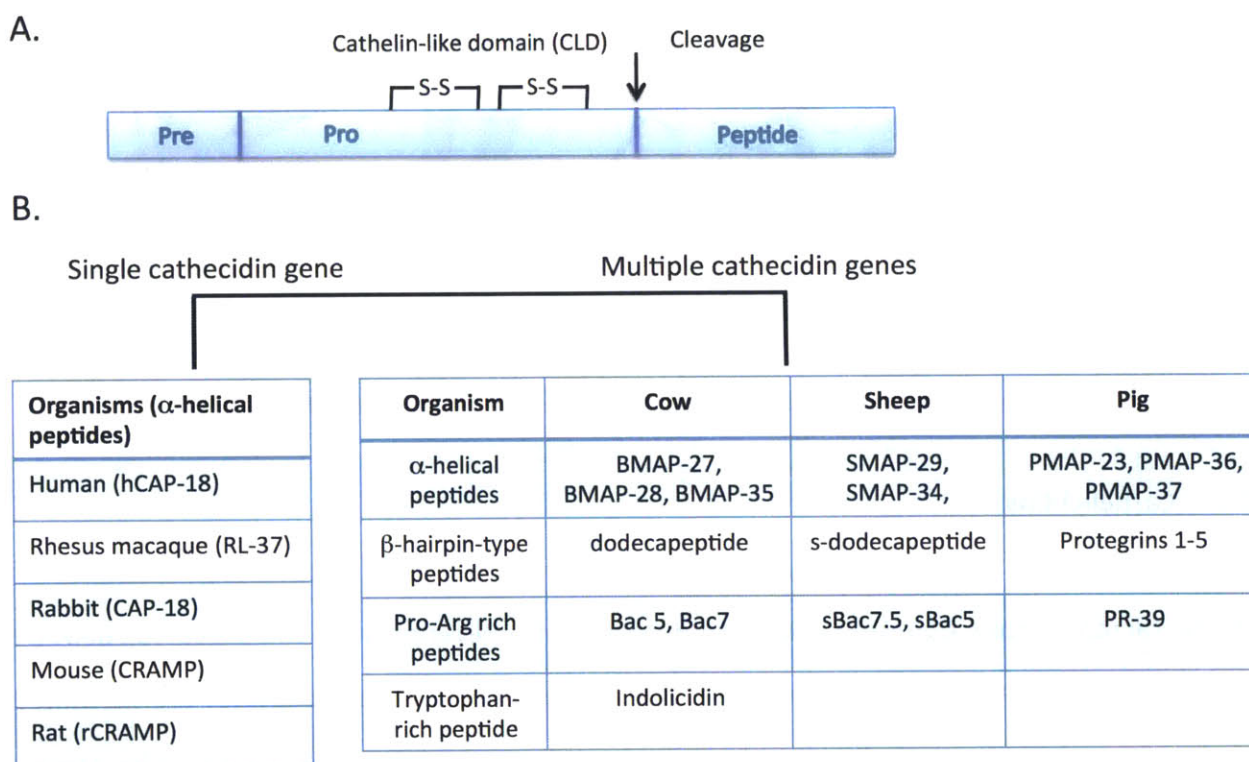 A.
Cathelin-like domain (CLD)
Cleavage
S-S
S-S
Pre
Pro
Peptide
B.
Single cathecidin gene
Multiple cathecidin genes
Organisms (α-helical
peptides)
Human (hCAP-18)
Rhesus macaque (RL-37)
Rabbit (CAP-18)
Mouse (CRAMP)
Rat (rCRAMP)
Organism
Cow
Sheep
Pig
α-helical
peptides
BMAP-27,
BMAP-28, BMAP-35
SMAP-29,
SMAP-34,
PMAP-23, PMAP-36,
PMAP-37
β-hairpin-type
peptides
dodecapeptide
s-dodecapeptide
Protegrins 1-5
Pro-Arg rich
peptides
Bac 5, Bac7
sBac7.5, sBac5
PR-39
Tryptophan-
rich peptide
Indolicidin